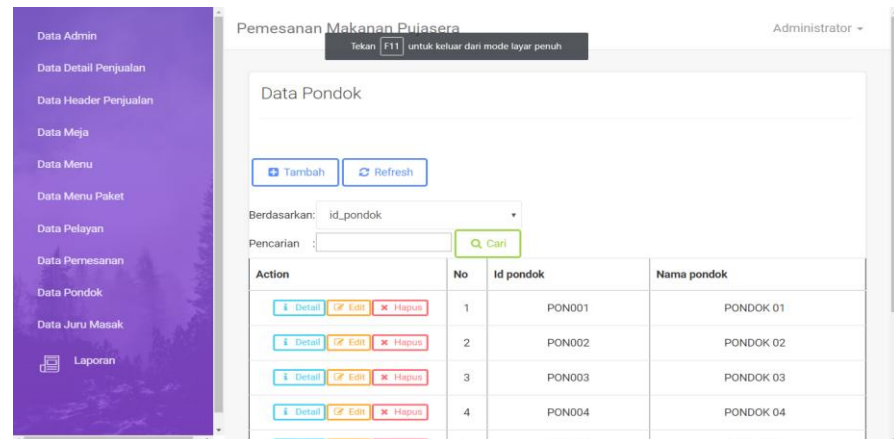 Data Admin
Data Detail Penjualan
Data Header Penjualan
Data Meja
Data Menu
Data Menu Paket
Data Pelayan
Data Pemesanan
Data Pondok
Data Juru Masak
Laporan
Pemesanan Makanan Pujasera
Administrator
Tekan F11 untuk keluar dari mode layar penuh
Data Pondok
Tambah Refresh
Berdasarkan: id_pondok
Pencarian : Cari
Action No Id pondok Nama pondok
Detail Edit Hapus 1 PON001 PONDOK 01
Detail Edit Hapus 2 PON002 PONDOK 02
Detail Edit Hapus 3 PON003 PONDOK 03
Detail Edit Hapus 4 PON004 PONDOK 04